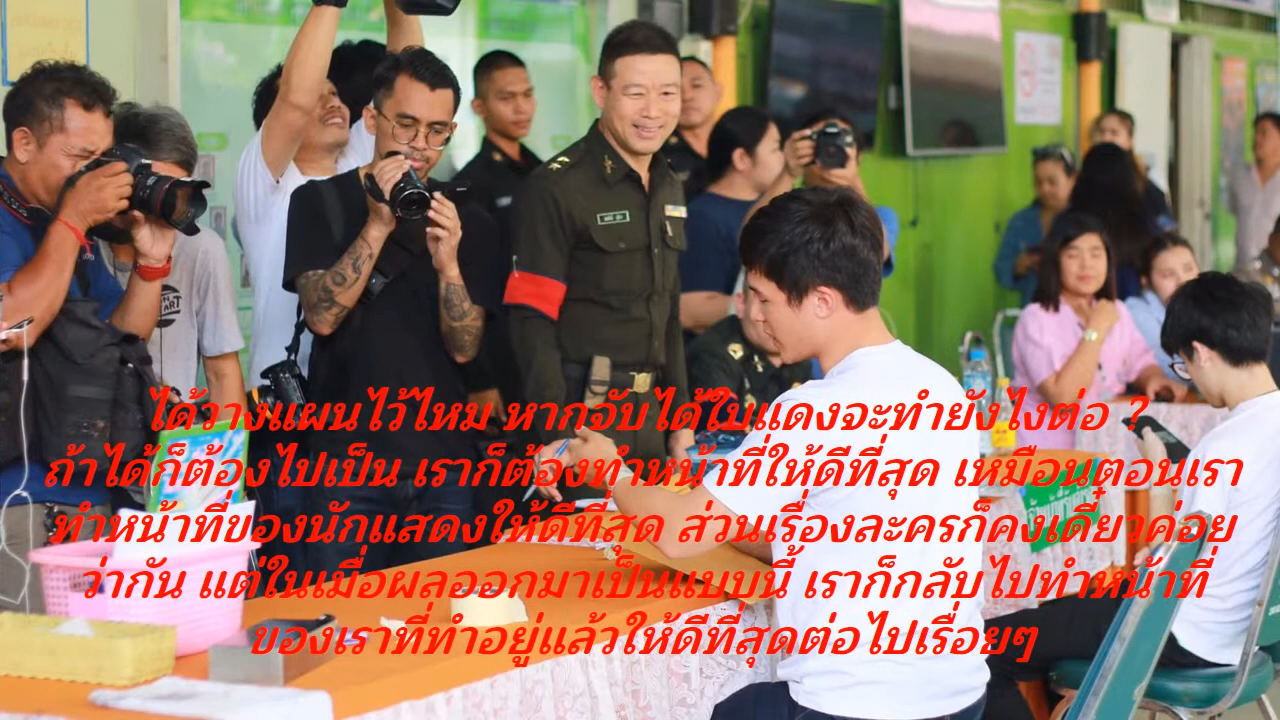 ได้วางแผนไว้ไหม หากจับได้ใบแดงจะทำยังไงต่อ ?
ถ้าได้ก็ต้องไปเป็น เราก็ต้องทำหน้าที่ให้ดีที่สุด เหมือนตอนเรา
ทำหน้าที่ของนักแสดงให้ดีที่สุด ส่วนเรื่องละครก็คงเดี๋ยวค่อย
ว่ากัน แต่ในเมื่อผลออกมาเป็นแบบนี้ เราก็กลับไปทำหน้าที่
ของเราที่ทำอยู่แล้วให้ดีที่สุดต่อไปเรื่อยๆ